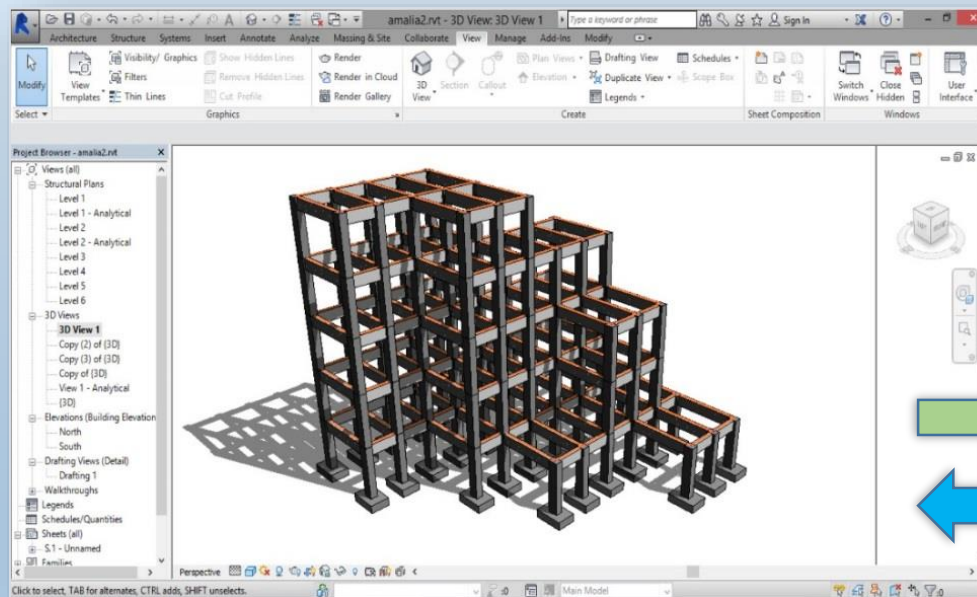 amalia2.rvt - 3D View: 3D View 1
Type a keyword or phrase
Sign In
Architecture Structure Systems Insert Annotate Analyze Massing & Site Collaborate View Manage Add-Ins Modify
Modify
View Templates
Visibility/ Graphics
Filters
Thin Lines
Show Hidden Lines
Remove Hidden Lines
Cut Profile
Render
Render in Cloud
Render Gallery
3D View
Section
Callout
Plan Views
Elevation
Drafting View
Duplicate View
Legends
Schedules
Scope Box
Switch Windows
Close Hidden
User Interface
Select
Graphics
Create
Sheet Composition
Windows
Project Browser - amalia2.rvt
Views (all)
Structural Plans
Level 1
Level 1 - Analytical
Level 2
Level 2 - Analytical
Level 3
Level 4
Level 5
Level 6
3D Views
3D View 1
Copy (2) of {3D}
Copy (3) of {3D}
Copy of {3D}
View 1 - Analytical
{3D}
Elevations (Building Elevation
North
South
Drafting Views (Detail)
Drafting 1
Walkthroughs
Legends
Schedules/Quantities
Sheets (all)
S.1 - Unnamed
Families
Perspective
Click to select, TAB for alternates, CTRL adds, SHIFT unselects.
:0
Main Model
:0